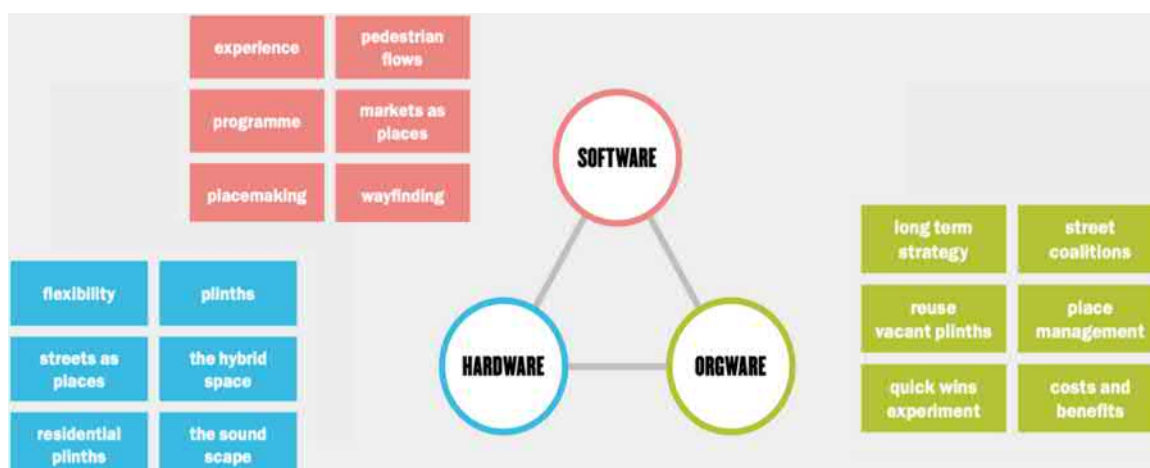 experience
pedestrian
flows
programme
markets as
places
placemaking
wayfinding
SOFTWARE
long term
strategy
street
coalitions
flexibility
plinths
reuse
vacant plinths
place
management
streets as
places
the hybrid
space
HARDWARE
ORGWARE
quick wins
experiment
costs and
benefits
residential
plinths
the sound
scape